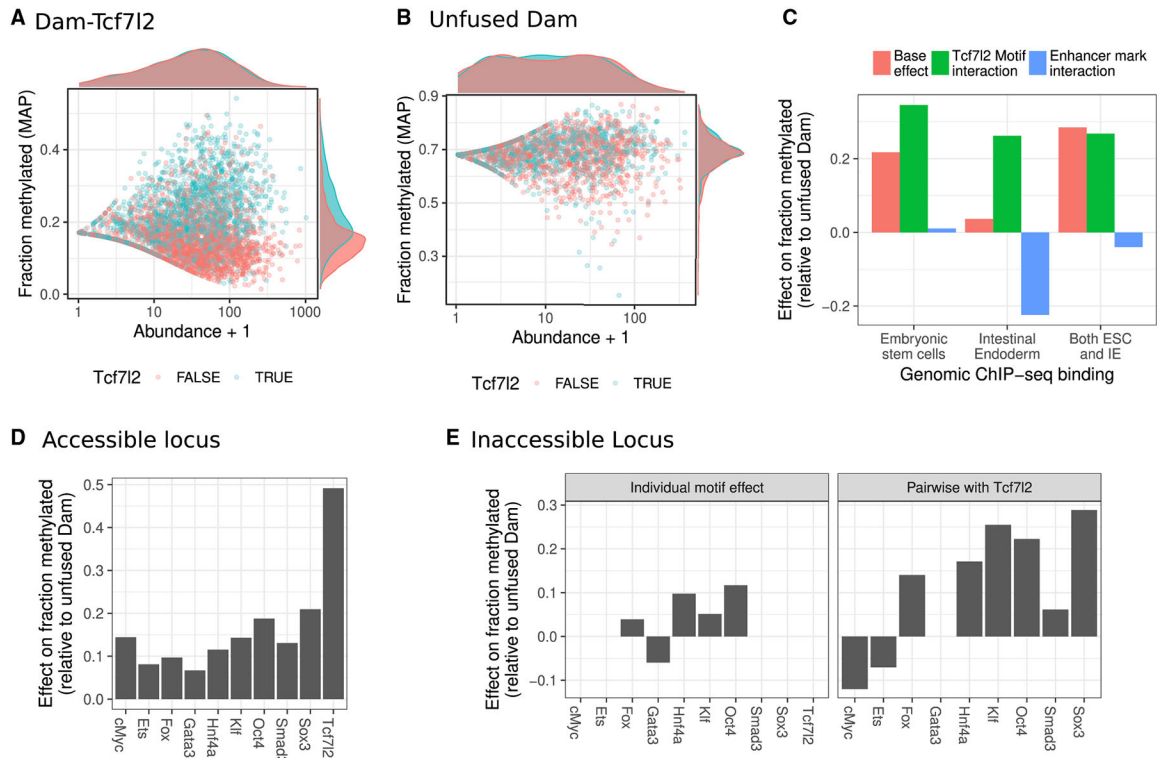 A Dam-Tcf7l2
Fraction methylated (MAP)
0.4
0.2
0.0
1
10
100
1000
Abundance + 1
Tcf7l2 FALSE TRUE
B Unfused Dam
Fraction methylated (MAP)
0.9
0.7
0.5
0.3
1
10
100
Abundance + 1
Tcf7l2 FALSE TRUE
C
Base effect
Tcf7l2 Motif interaction
Enhancer mark interaction
Effect on fraction methylated
(relative to unfused Dam)
0.2
0.0
−0.2
Embryonic
stem cells
Intestinal
Endoderm
Both ESC
and IE
Genomic ChIP−seq binding
D Accessible locus
Effect on fraction methylated
(relative to unfused Dam)
0.5
0.4
0.3
0.2
0.1
0.0
cMyc
Ets
Fox
Gata3
Hnf4a
Klf
Oct4
Smad3
Sox3
Tcf7l2
E Inaccessible Locus
Effect on fraction methylated
(relative to unfused Dam)
0.3
0.2
0.1
0.0
−0.1
Individual motif effect
cMyc
Ets
Fox
Gata3
Hnf4a
Klf
Oct4
Smad3
Sox3
Tcf7l2
Pairwise with Tcf7l2
cMyc
Ets
Fox
Gata3
Hnf4a
Klf
Oct4
Smad3
Sox3